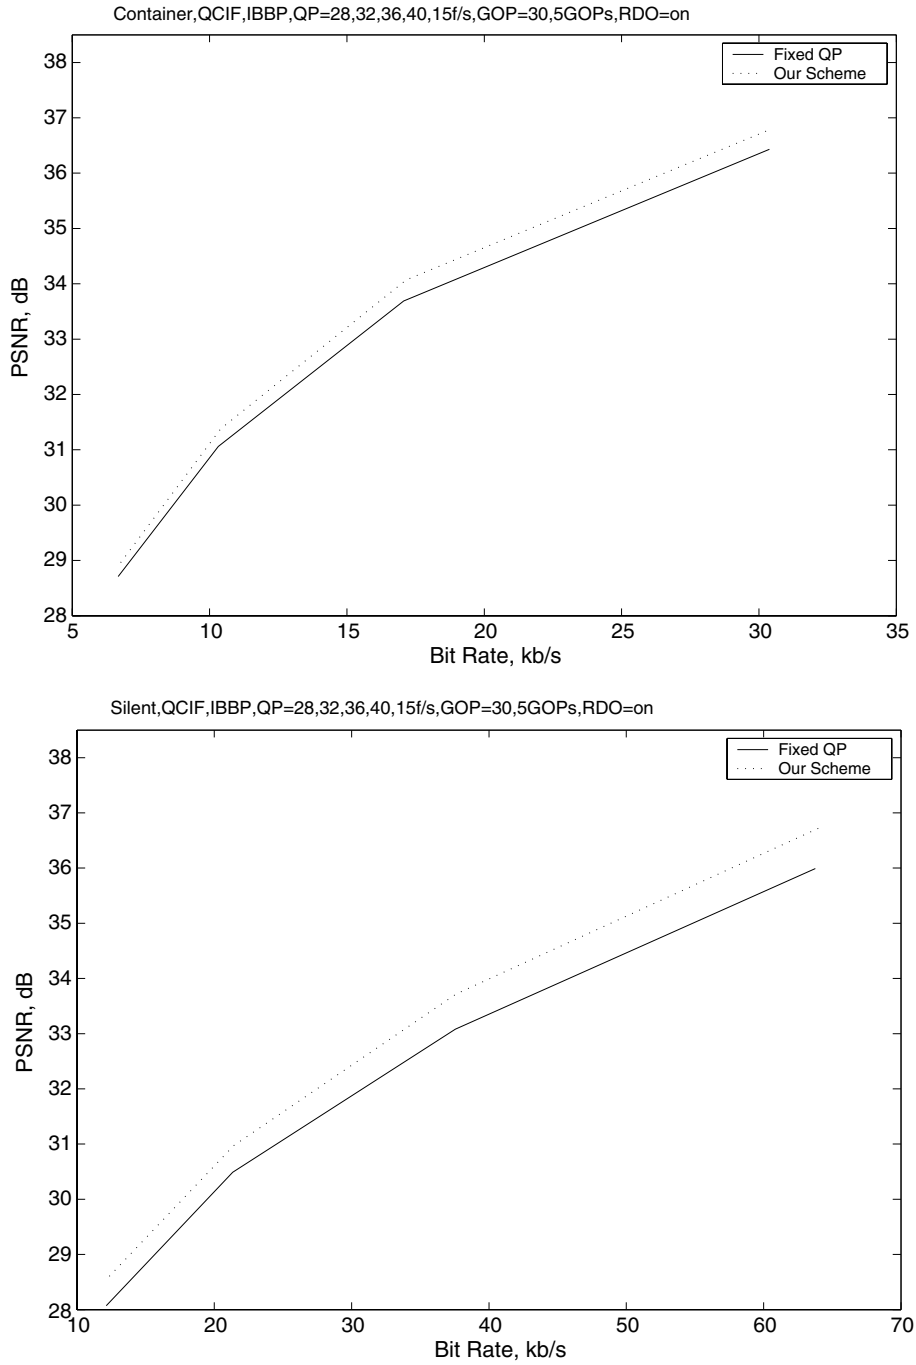 Container,QCIF,IBBP,QP=28,32,36,40,15f/s,GOP=30,5GOPs,RDO=on
38
37
36
35
34
33
32
31
30
29
28
PSNR, dB
Fixed QP
Our Scheme
5 10 15 20 25 30 35
Bit Rate, kb/s
Silent,QCIF,IBBP,QP=28,32,36,40,15f/s,GOP=30,5GOPs,RDO=on
38
37
36
35
34
33
32
31
30
29
28
PSNR, dB
Fixed QP
Our Scheme
10 20 30 40 50 60 70
Bit Rate, kb/s